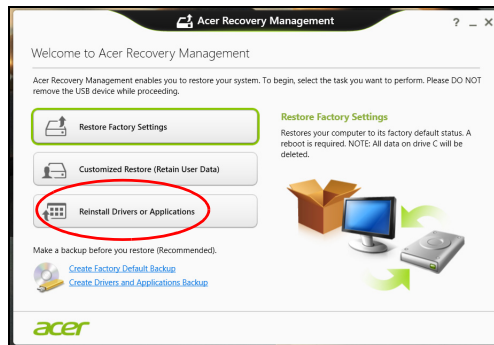 Acer Recovery Management
Welcome to Acer Recovery Management
Acer Recovery Management enables you to restore your system. To begin, select the task you want to perform. Please DO NOT
remove the USB device while proceeding.
Restore Factory Settings
Customized Restore (Retain User Data)
Reinstall Drivers or Applications
Restore Factory Settings
Restores your computer to its factory default status. A
reboot is required. NOTE: All data on drive C will be
deleted.
Make a backup before you restore (Recommended).
Create Factory Default Backup
Create Drivers and Applications Backup
acer